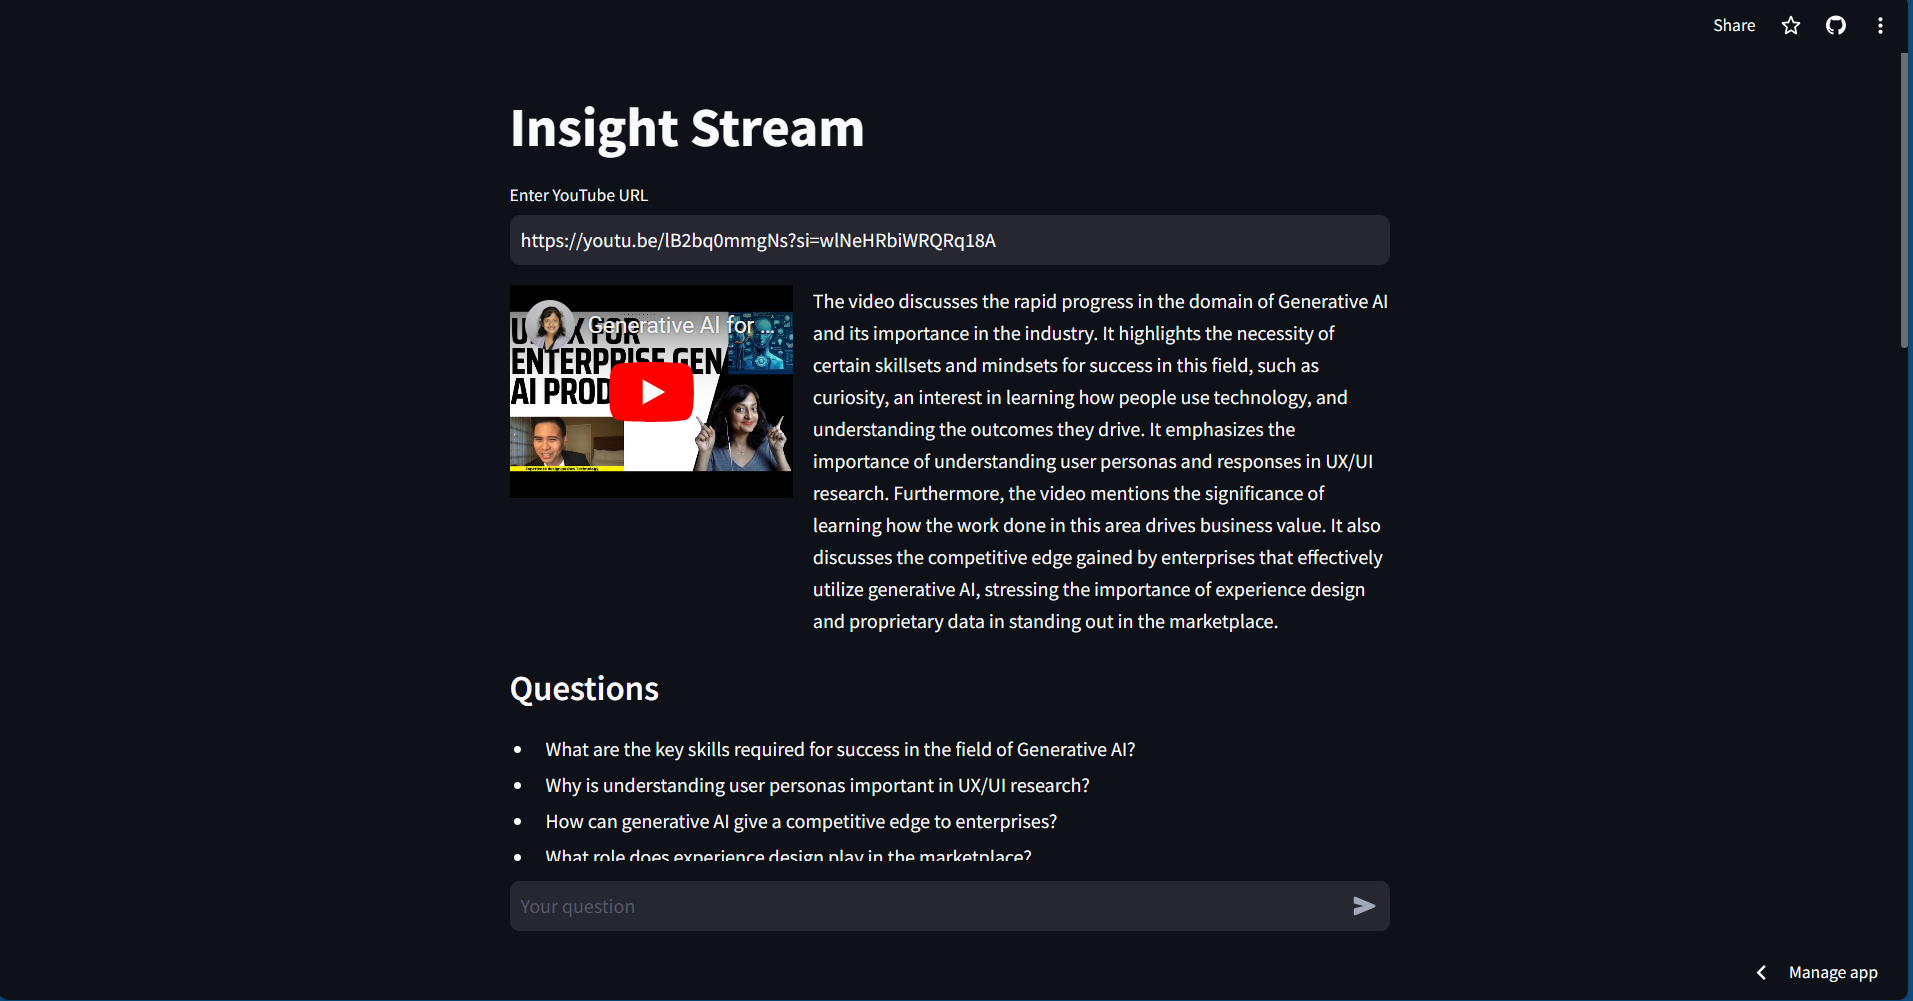 Share
Insight Stream
Enter YouTube URL
https://youtu.be/lB2bq0mmgNs?si=wlNeHRbiWRQRq18A
Generative AI for ...
X FOR
ENTERPRISE GEN
AI PROD
Experience design pushes Technology
The video discusses the rapid progress in the domain of Generative AI
and its importance in the industry. It highlights the necessity of
certain skillsets and mindsets for success in this field, such as
curiosity, an interest in learning how people use technology, and
understanding the outcomes they drive. It emphasizes the
importance of understanding user personas and responses in UX/UI
research. Furthermore, the video mentions the significance of
learning how the work done in this area drives business value. It also
discusses the competitive edge gained by enterprises that effectively
utilize generative AI, stressing the importance of experience design
and proprietary data in standing out in the marketplace.
Questions
What are the key skills required for success in the field of Generative AI?
Why is understanding user personas important in UX/UI research?
How can generative AI give a competitive edge to enterprises?
What role does experience design play in the marketplace?
Your question
Manage app